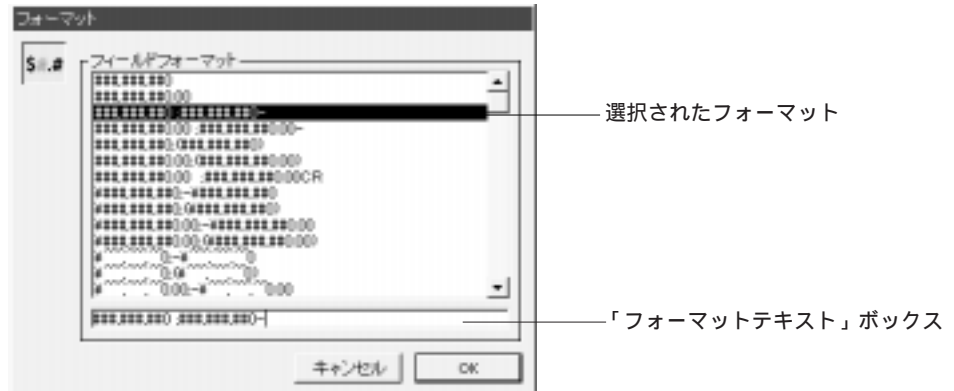 フォーマット
$#.#
フィールドフォーマット
###,###,##0
###,###,##0.00
###,###,##0 ;###,###,##0-
選択されたフォーマット
###,###,##0.00 ;###,###,##0.00-
###,###,##0;(###,###,##0)
###,###,##0.00;(###,###,##0.00)
###,###,##0.00 ;###,###,##0.00CR
####,###,##0;-####,###,##0
####,###,##0;(####,###,##0)
####,###,##0.00;-####,###,##0.00
####,###,##0.00;(####,###,##0.00)
###,###,##0 ;###,###,##0-
「フォーマットテキスト」ボックス
キャンセル
OK